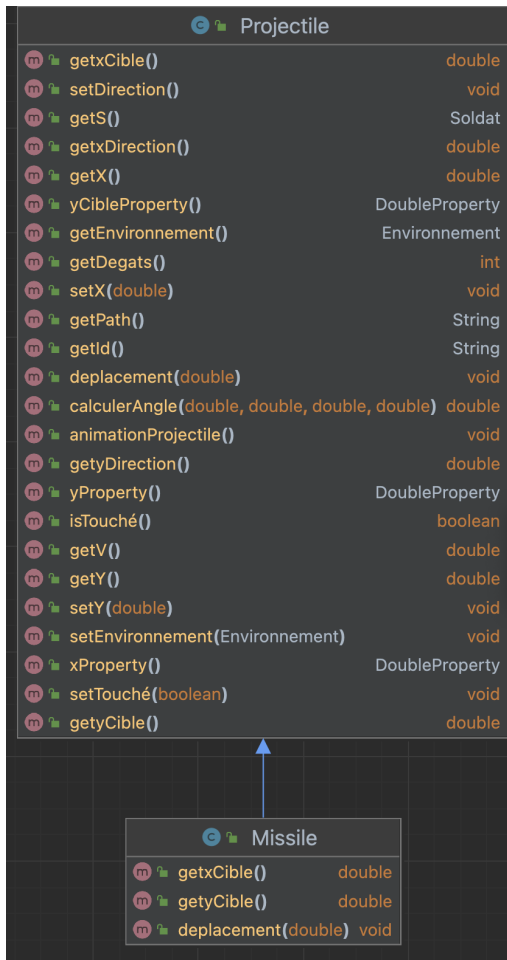 Projectile
getxCible() double
setDirection() void
getS() Soldat
getxDirection() double
getX() double
yCibleProperty() DoubleProperty
getEnvironnement() Environnement
getDegats() int
setX(double) void
getPath() String
getId() String
deplacement(double) void
calculerAngle(double, double, double, double) double
animationProjectile() void
getyDirection() double
yProperty() DoubleProperty
isTouché() boolean
getV() double
getY() double
setY(double) void
setEnvironnement(Environnement) void
xProperty() DoubleProperty
setTouché(boolean) void
getyCible() double
Missile
getxCible() double
getyCible() double
deplacement(double) void